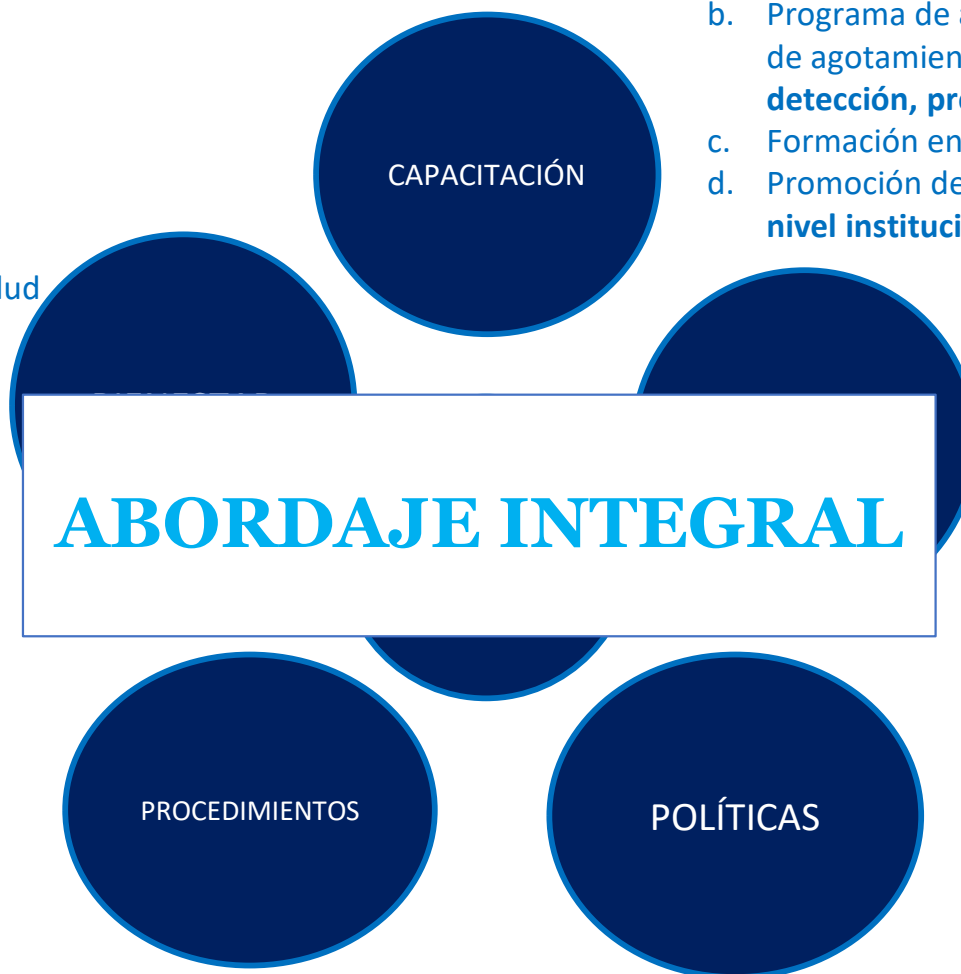 b. Programa de
de agotamien
detección, pr
c. Formación en
d. Promoción de
nivel instituci
CAPACITACIÓN
lud
ABORDAJE INTEGRAL
PROCEDIMIENTOS
POLÍTICAS